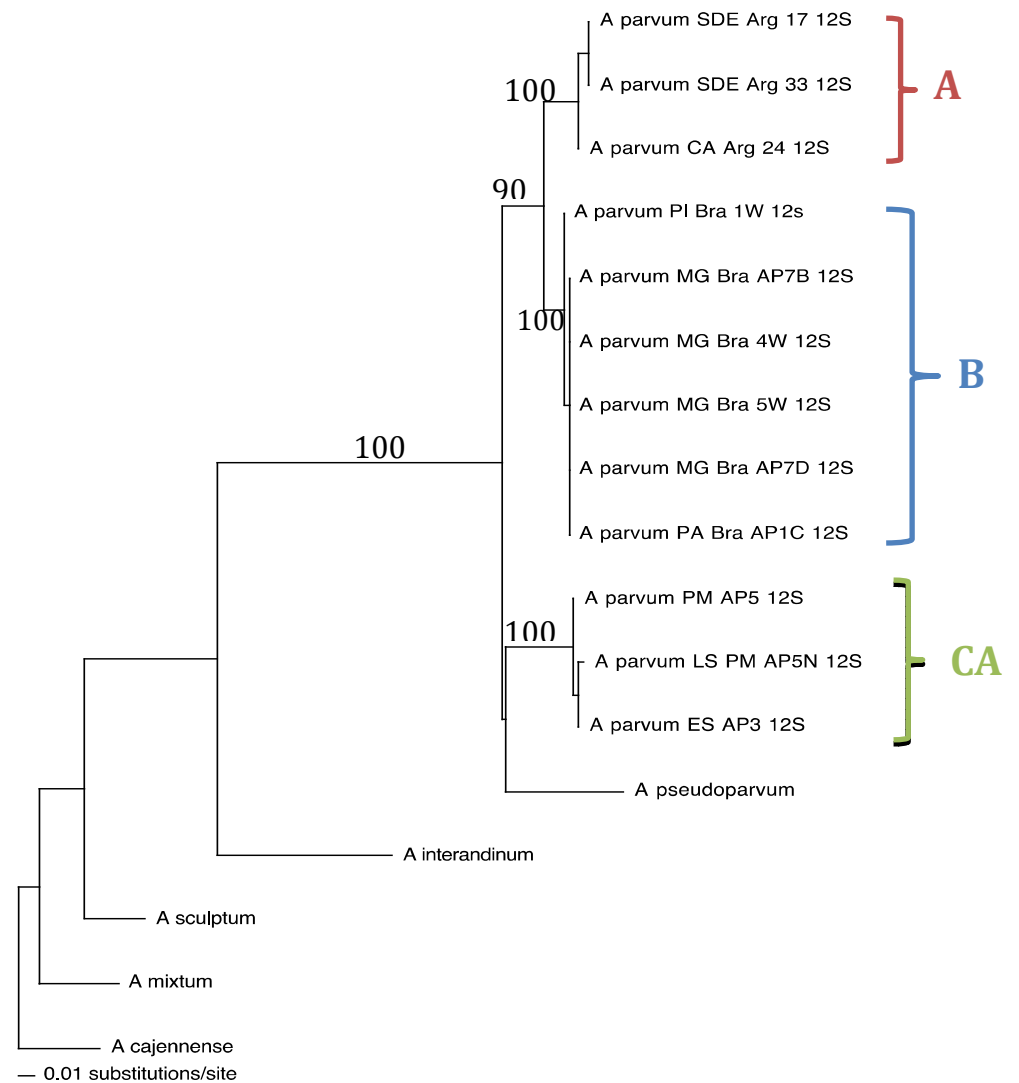 A parvum SDE Arg 17 12S
A parvum SDE Arg 33 12S
A
100
A parvum CA Arg 24 12S
90
A parvum PI Bra 1W 12s
A parvum MG Bra AP7B 12S
100
A parvum MG Bra 4W 12S
B
A parvum MG Bra 5W 12S
100
A parvum MG Bra AP7D 12S
A parvum PA Bra AP1C 12S
A parvum PM AP5 12S
100
A parvum LS PM AP5N 12S
CA
A parvum ES AP3 12S
A pseudoparvum
A interandinum
A sculptum
A mixtum
A cajennense
0.01 substitutions/site